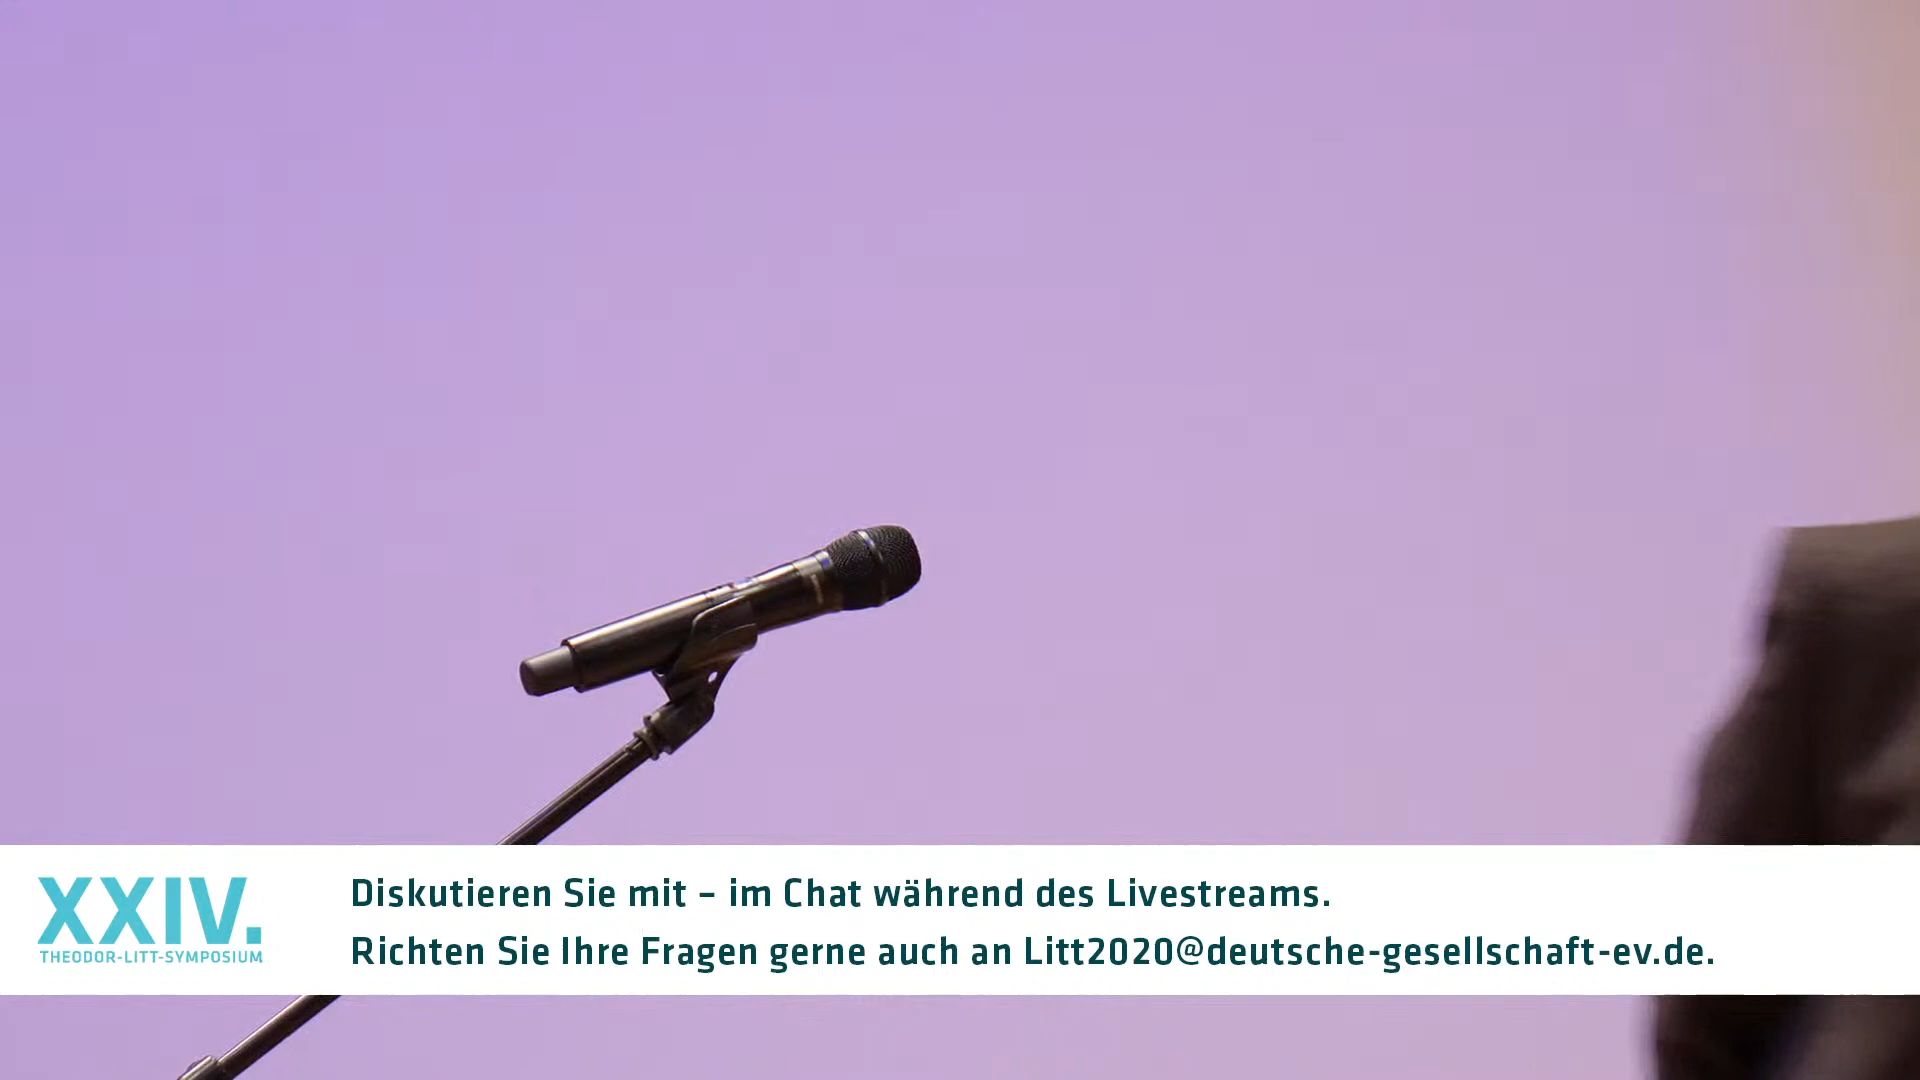 XXIV.
THEODOR-LITT-SYMPOSIUM
Diskutieren Sie mit – im Chat während des Livestreams.
Richten Sie Ihre Fragen gerne auch an Litt2020@deutsche-gesellschaft-ev.de.